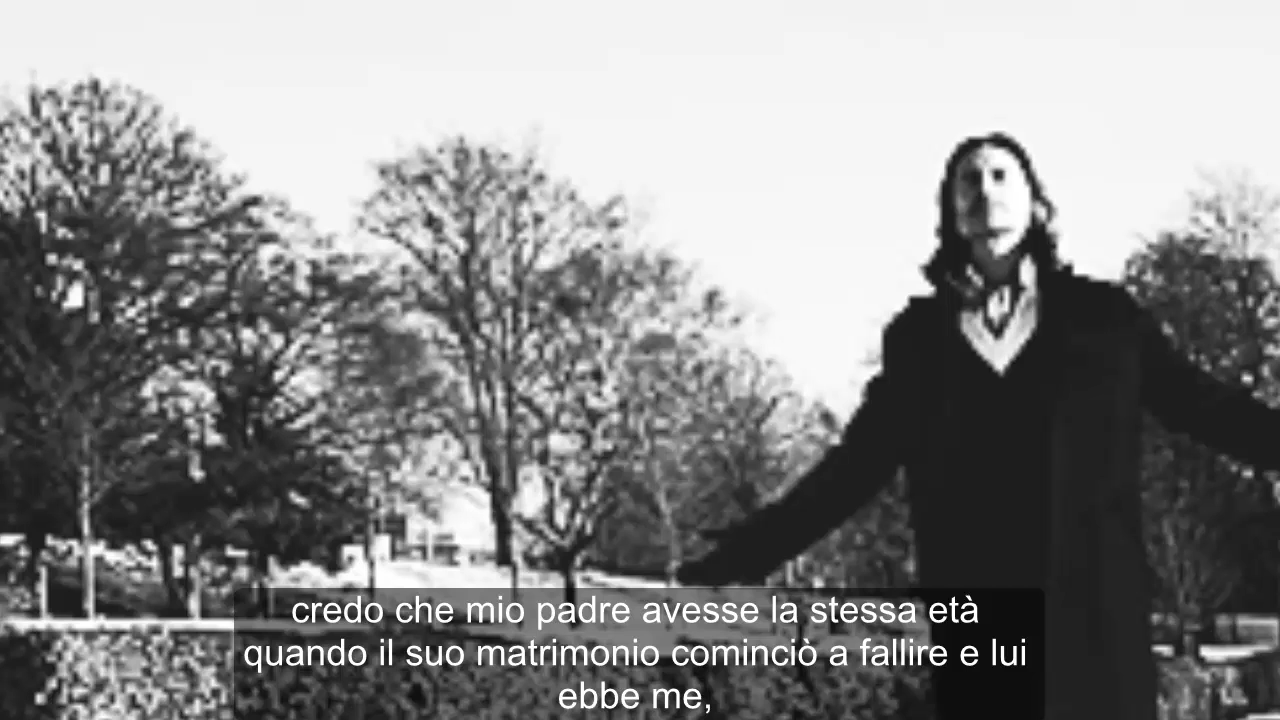 credo che mio padre avesse la stessa età
quando il suo matrimonio cominciò a fallire e lui
ebbe me,